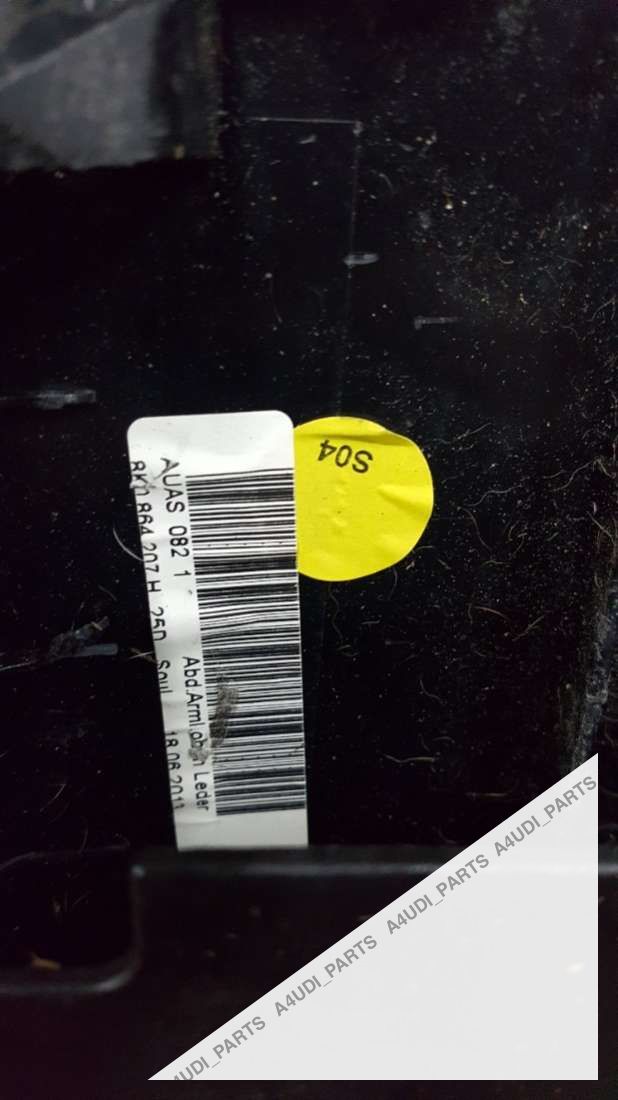 S04
AUAS 082 1 Abd.Arml.oben Leder
8K0 864 207 H 25D Soul 18.06.2013
A4UDI_PARTS A4UDI_PARTS A4UDI_PARTS A4UDI_PARTS